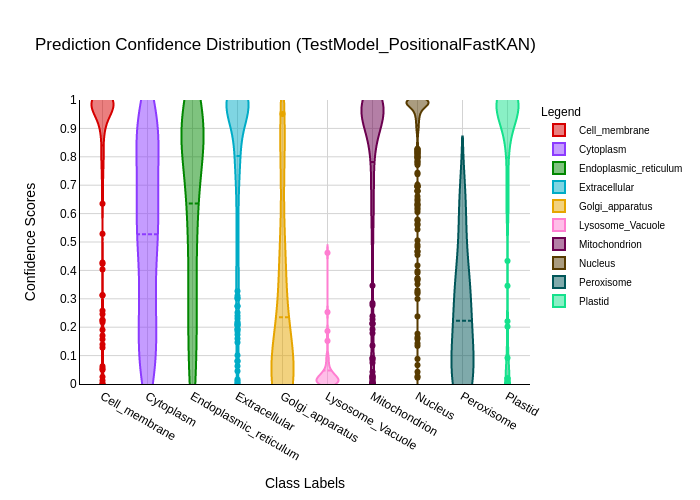 Prediction Confidence Distribution (TestModel_PositionalFastKAN)
Confidence Scores
1
0.9
0.8
0.7
0.6
0.5
0.4
0.3
0.2
0.1
0
Cell_membrane
Cytoplasm
Endoplasmic_reticulum
Extracellular
Golgi_apparatus
Lysosome_Vacuole
Mitochondrion
Nucleus
Peroxisome
Plastid
Class Labels
Legend
Cell_membrane
Cytoplasm
Endoplasmic_reticulum
Extracellular
Golgi_apparatus
Lysosome_Vacuole
Mitochondrion
Nucleus
Peroxisome
Plastid